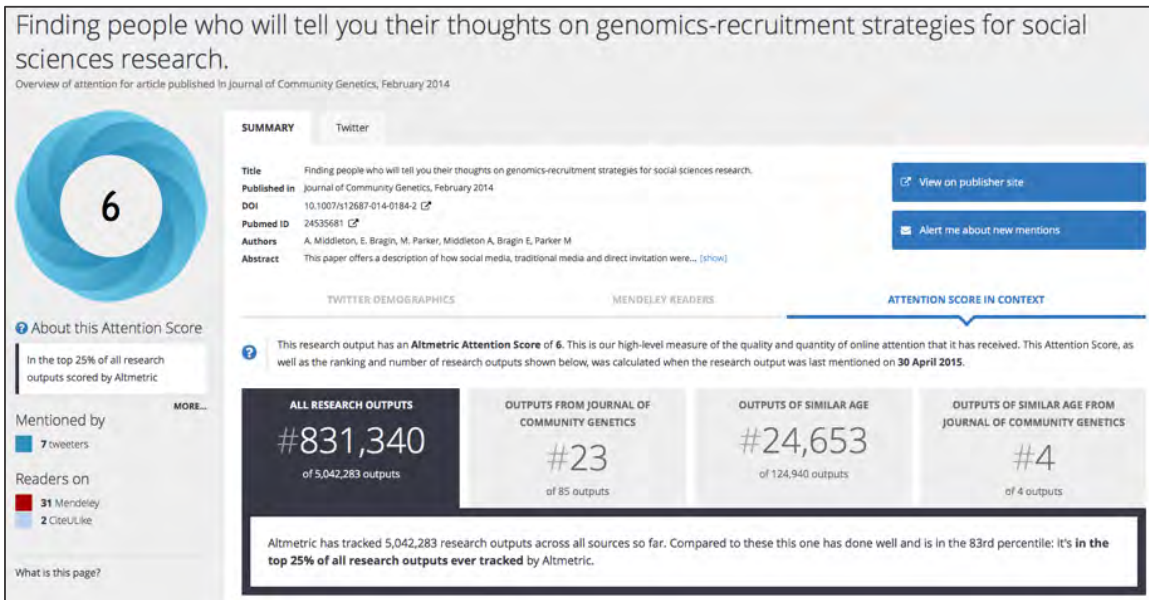 Finding people who will tell you their thoughts on genomics-recruitment strategies for social
sciences research.
Overview of attention for article published in Journal of Community Genetics, February 2014
6
About this Attention Score
In the top 25% of all research
outputs scored by Altmetric
MORE...
Mentioned by
7 tweeters
Readers on
31 Mendeley
2 CiteULike
What is this page?
SUMMARY Twitter
Title Finding people who will tell you their thoughts on genomics-recruitment strategies for social sciences research.
Published in Journal of Community Genetics, February 2014
DOI 10.1007/s12687-014-0184-2
Pubmed ID 24535681
Authors A. Middleton, E. Bragin, M. Parker, Middleton A, Bragin E, Parker M
Abstract This paper offers a description of how social media, traditional media and direct invitation were... [show]
View on publisher site
Alert me about new mentions
TWITTER DEMOGRAPHICS MENDELEY READERS ATTENTION SCORE IN CONTEXT
This research output has an Altmetric Attention Score of 6. This is our high-level measure of the quality and quantity of online attention that it has received. This Attention Score, as
well as the ranking and number of research outputs shown below, was calculated when the research output was last mentioned on 30 April 2015.
ALL RESEARCH OUTPUTS
#831,340
of 5,042,283 outputs
OUTPUTS FROM JOURNAL OF
COMMUNITY GENETICS
#23
of 85 outputs
OUTPUTS OF SIMILAR AGE
#24,653
of 124,940 outputs
OUTPUTS OF SIMILAR AGE FROM
JOURNAL OF COMMUNITY GENETICS
#4
of 4 outputs
Altmetric has tracked 5,042,283 research outputs across all sources so far. Compared to these this one has done well and is in the 83rd percentile: it's in the
top 25% of all research outputs ever tracked by Altmetric.